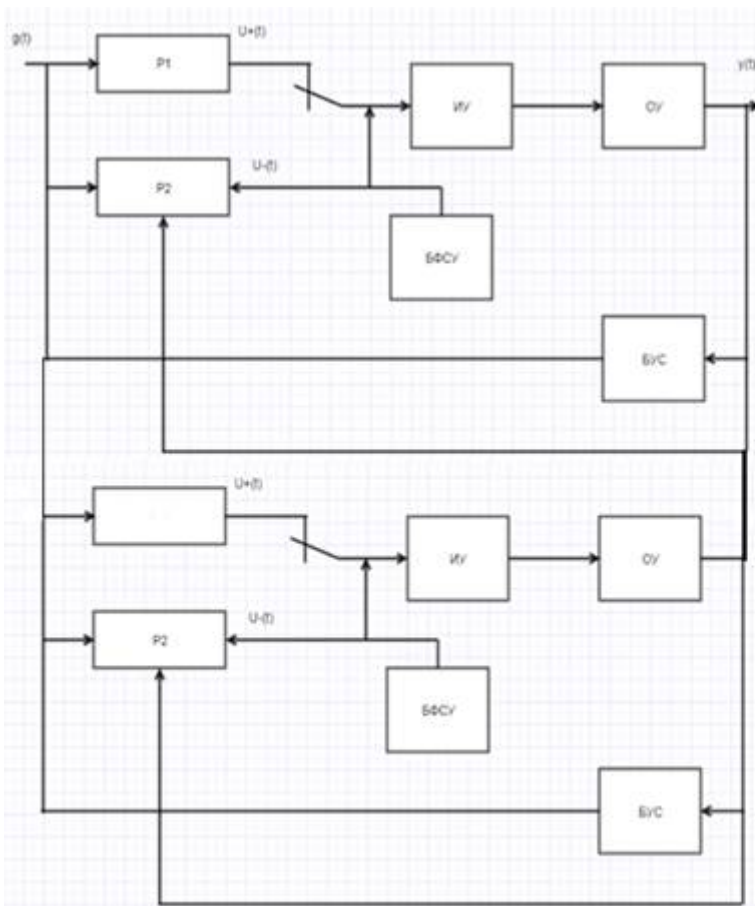 g(t)
U+(t)
P1
ИУ
ОУ
y(t)
U-(t)
P2
БФСУ
БУС
U+(t)
ИУ
ОУ
U-(t)
P2
БФСУ
БУС